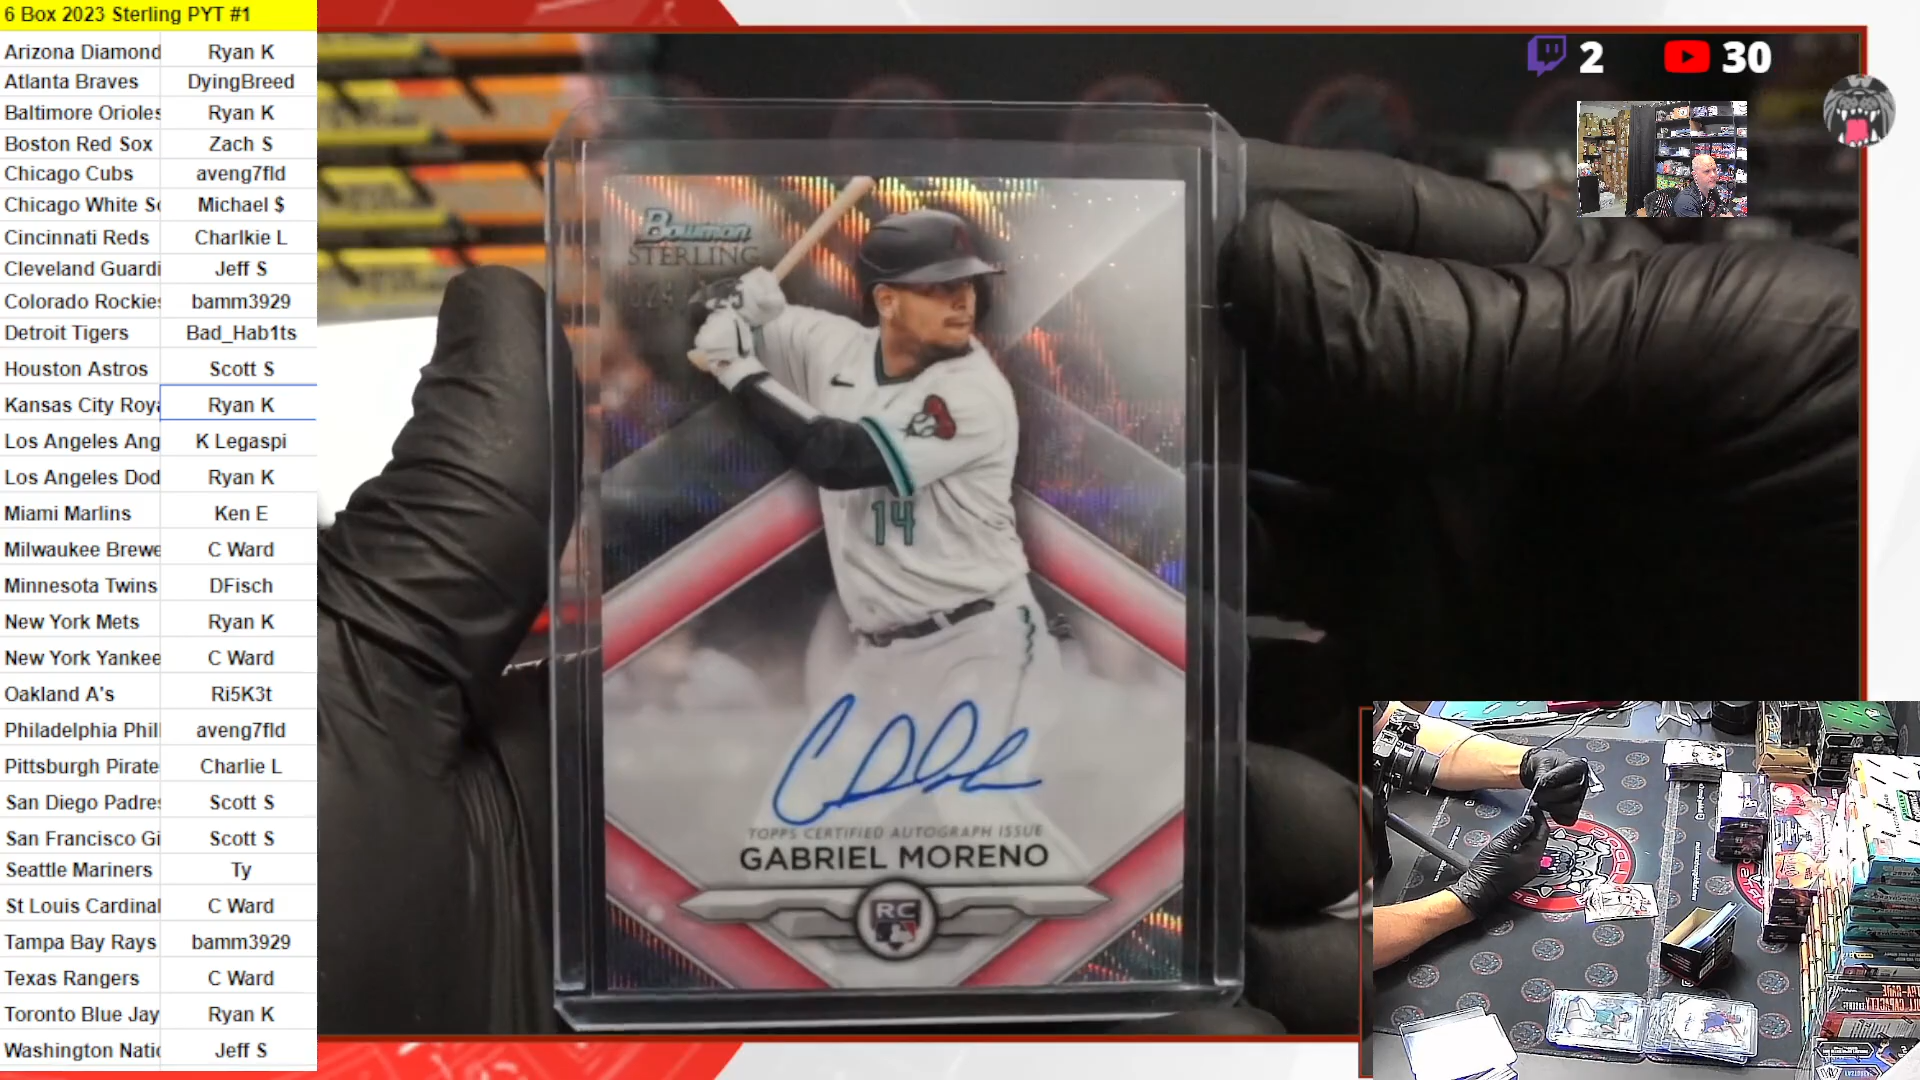 6 Box 2023 Sterling PYT #1
Arizona Diamond Ryan K
Atlanta Braves DyingBreed
Baltimore Orioles Ryan K
Boston Red Sox Zach S
Chicago Cubs aveng7fld
Chicago White So Michael $
Cincinnati Reds Charlkie L
Cleveland Guardi Jeff S
Colorado Rockies bamm3929
Detroit Tigers Bad_Hab1ts
Houston Astros Scott S
Kansas City Roya Ryan K
Los Angeles Ang K Legaspi
Los Angeles Dod Ryan K
Miami Marlins Ken E
Milwaukee Brewe C Ward
Minnesota Twins DFisch
New York Mets Ryan K
New York Yankee C Ward
Oakland A's Ri5K3t
Philadelphia Phill aveng7fld
Pittsburgh Pirate Charlie L
San Diego Padres Scott S
San Francisco Gi Scott S
Seattle Mariners Ty
St Louis Cardinal C Ward
Tampa Bay Rays bamm3929
Texas Rangers C Ward
Toronto Blue Jay Ryan K
Washington Natio Jeff S
2 30
Bowman
STERLING
14
TOPPS CERTIFIED AUTOGRAPH ISSUE
GABRIEL MORENO
RC